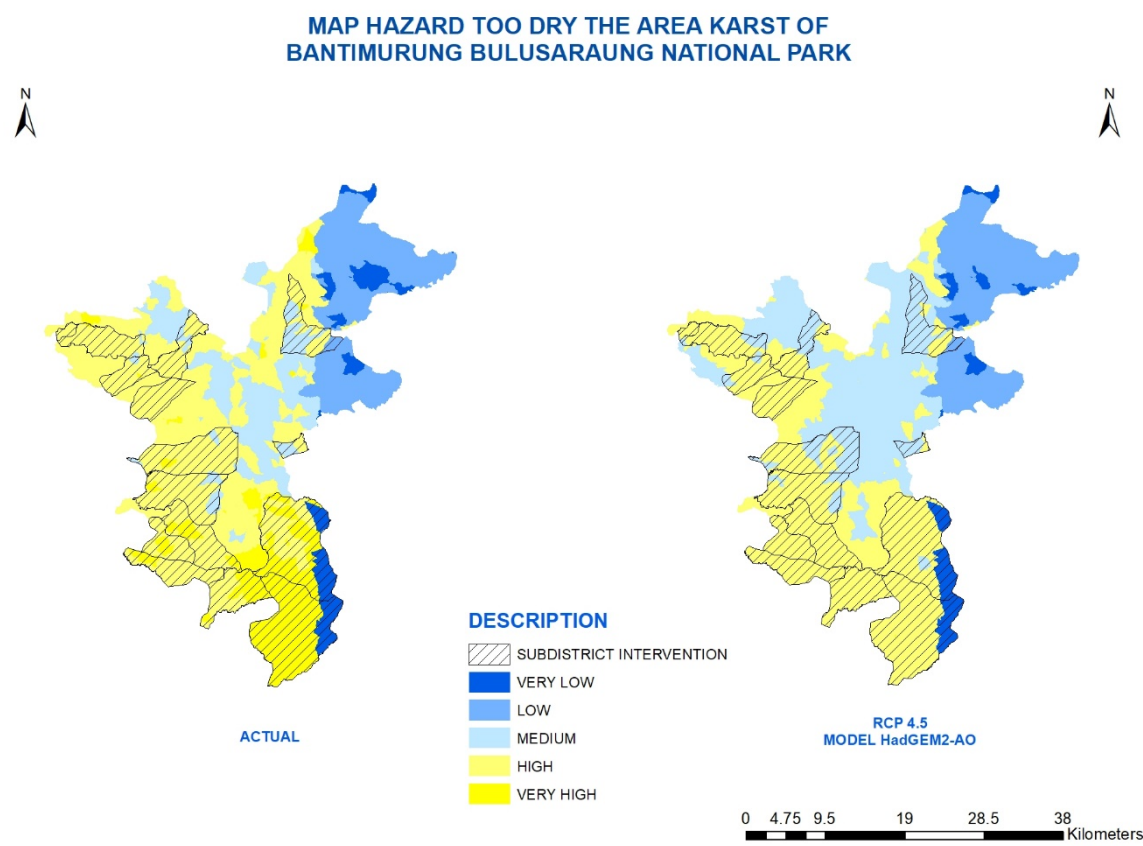 MAP HAZARD TOO DRY THE AREA KARST OF
BANTIMURUNG BULUSARAUNG NATIONAL PARK
N
N
DESCRIPTION
SUBDISTRICT INTERVENTION
VERY LOW
LOW
MEDIUM
HIGH
VERY HIGH
ACTUAL
RCP 4.5
MODEL HadGEM2-AO
0 4.75 9.5 19 28.5 38
Kilometers